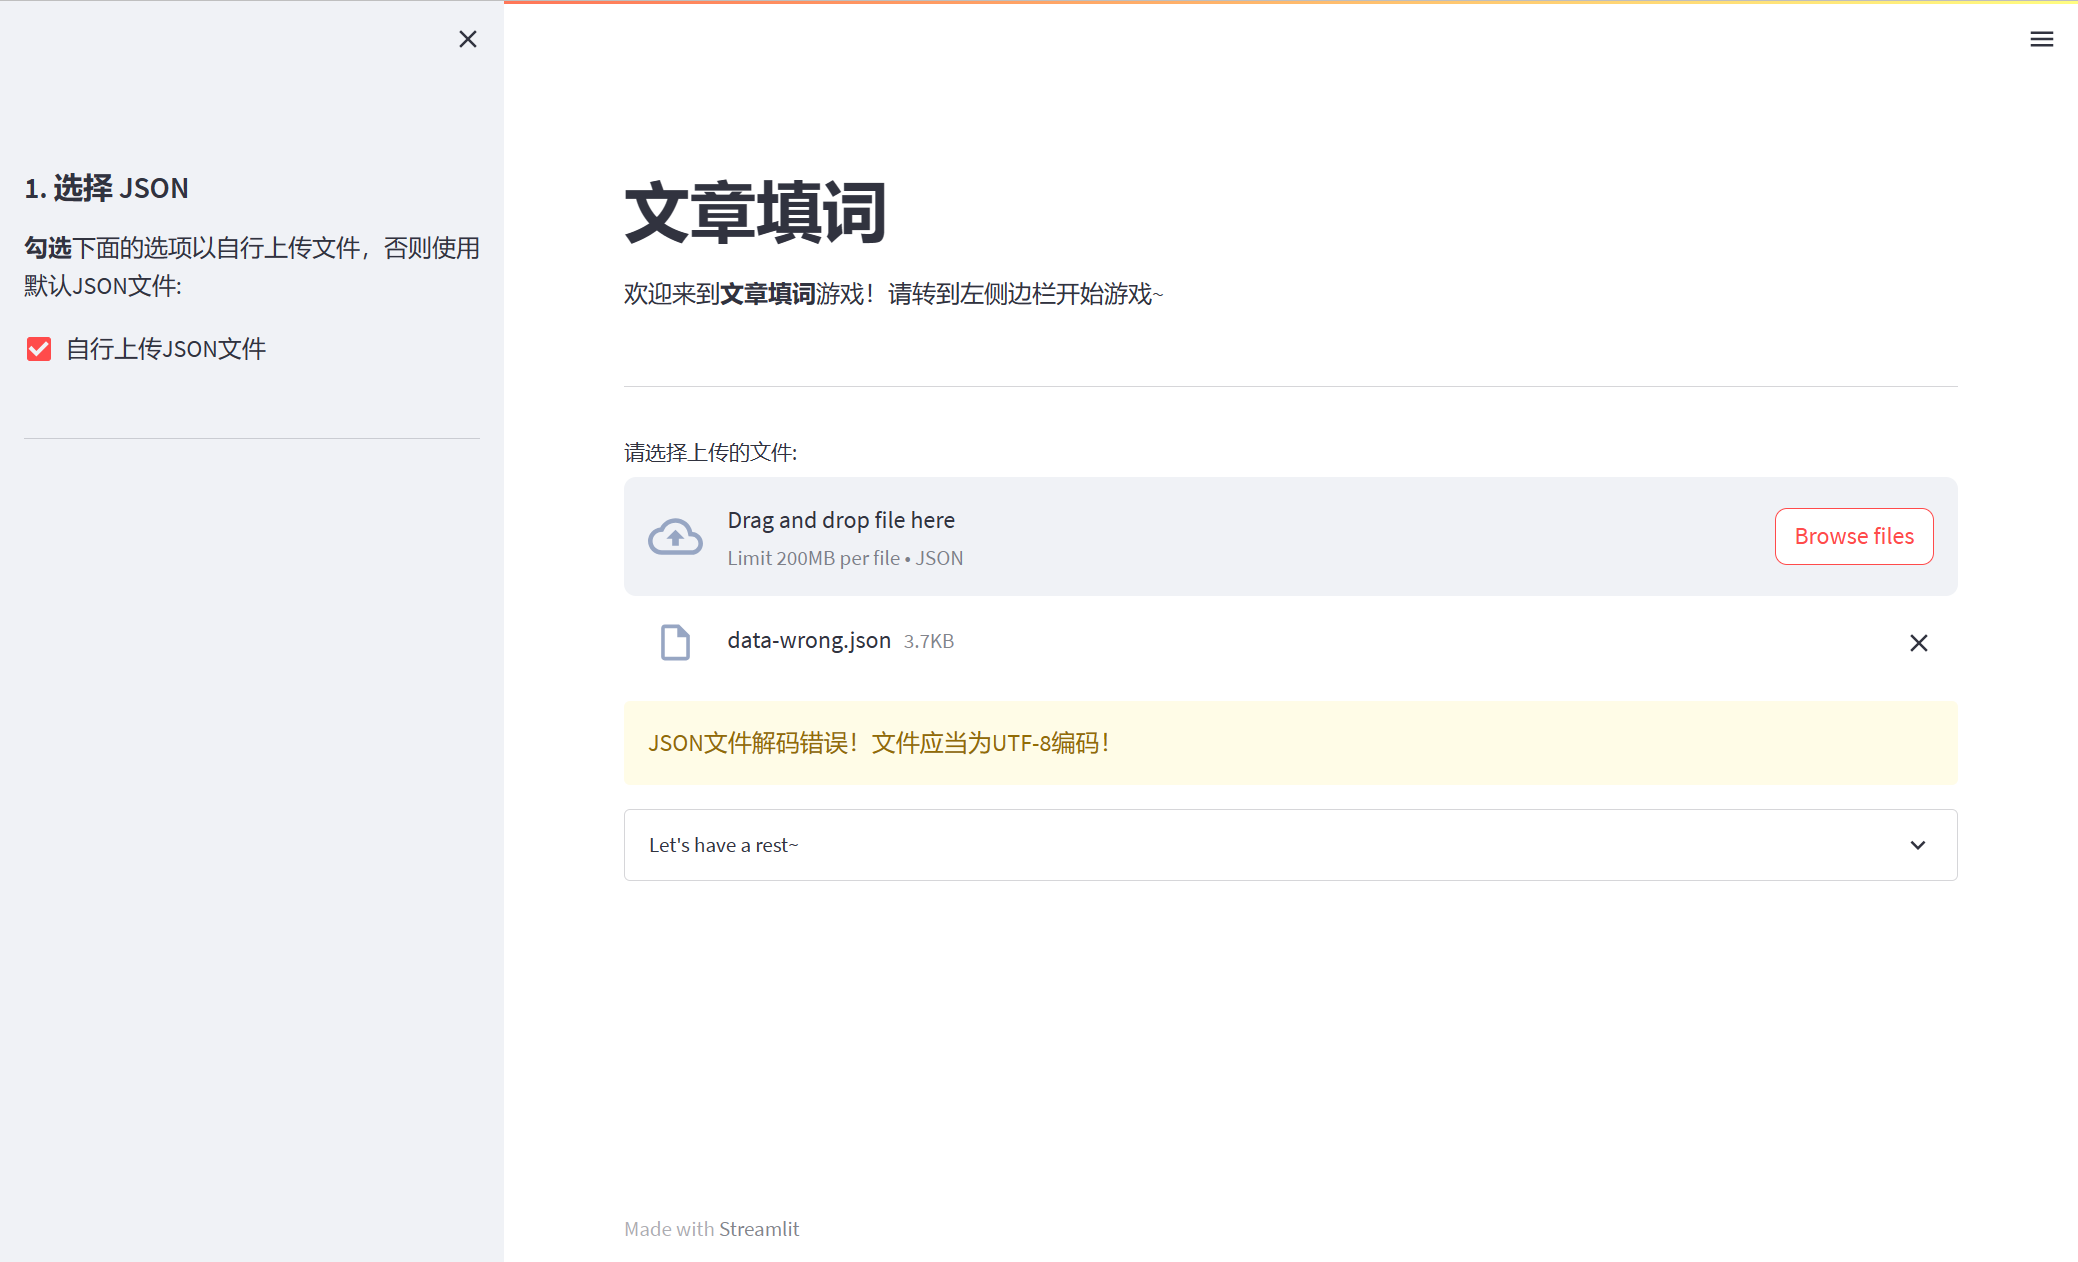 1. 选择 JSON
勾选下面的选项以自行上传文件，否则使用
默认JSON文件:
自行上传JSON文件
文章填词
欢迎来到文章填词游戏！请转到左侧边栏开始游戏~
请选择上传的文件:
Drag and drop file here
Limit 200MB per file • JSON
Browse files
data-wrong.json 3.7KB
JSON文件解码错误！文件应当为UTF-8编码！
Let's have a rest~
Made with Streamlit